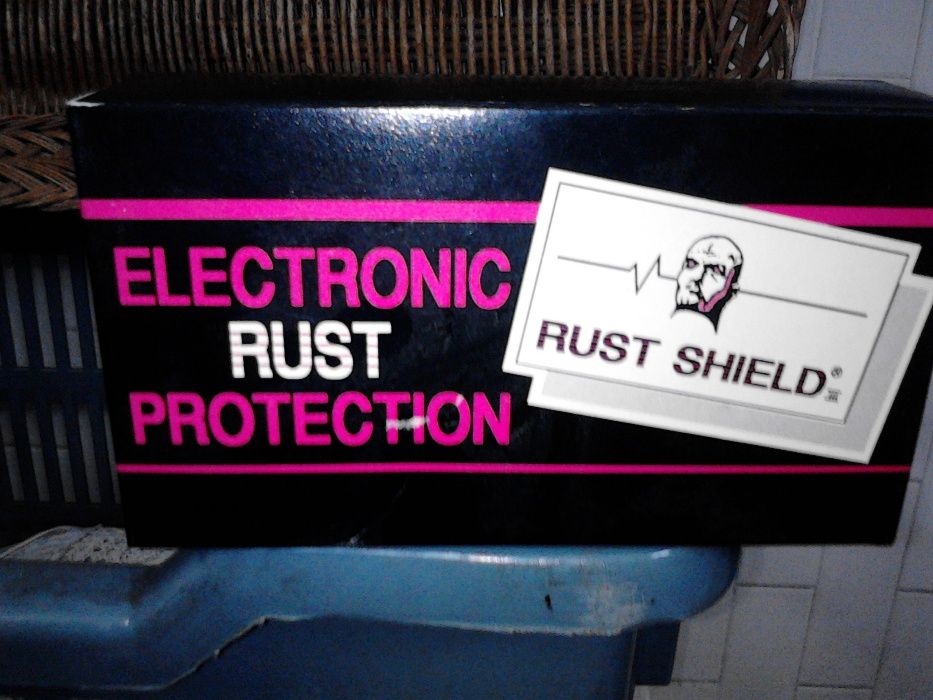 ELECTRONIC
RUST
PROTECTION
RUST SHIELD®